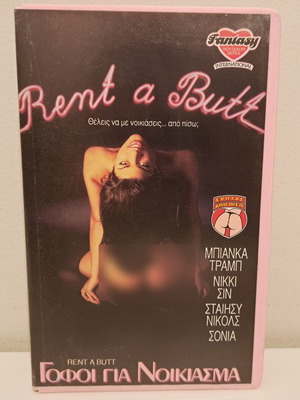 Fantasy
INTERNATIONAL
Rent a Butt
Θέλεις να με νοικιάσεις... από πίσω;
ΜΠΙΑΝΚΑ
ΤΡΑΜΠ
ΝΙΚΚΙ
ΣΙΝ
ΣΤΑΙΗΣΥ
ΝΙΚΟΛΣ
ΣΟΝΙΑ
RENT A BUTT
ΓΟΦΟΙ ΓΙΑ ΝΟΙΚΙΑΣΜΑ